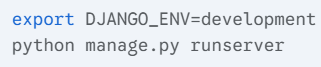 export DJANGO_ENV=development
python manage.py runserver